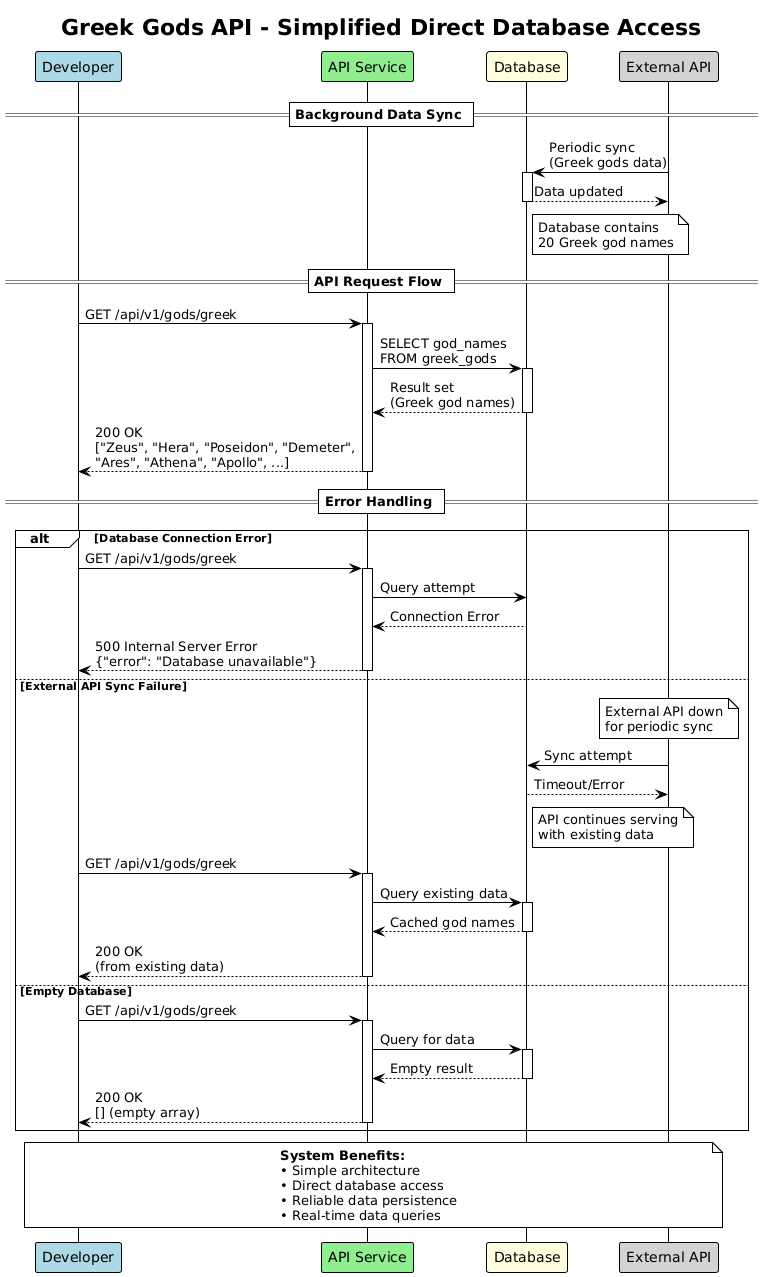 Greek Gods API - Simplified Direct Database Access
Developer
API Service
Database
External API
Background Data Sync
Periodic sync
(Greek gods data)
Data updated
Database contains
20 Greek god names
API Request Flow
GET /api/v1/gods/greek
SELECT god_names
FROM greek_gods
Result set
(Greek god names)
200 OK
["Zeus", "Hera", "Poseidon", "Demeter",
"Ares", "Athena", "Apollo", ...]
Error Handling
alt
[Database Connection Error]
GET /api/v1/gods/greek
Query attempt
Connection Error
500 Internal Server Error
{"error": "Database unavailable"}
[External API Sync Failure]
External API down
for periodic sync
Sync attempt
Timeout/Error
API continues serving
with existing data
GET /api/v1/gods/greek
Query existing data
Cached god names
200 OK
(from existing data)
[Empty Database]
GET /api/v1/gods/greek
Query for data
Empty result
200 OK
[] (empty array)
System Benefits:
• Simple architecture
• Direct database access
• Reliable data persistence
• Real-time data queries
Developer
API Service
Database
External API